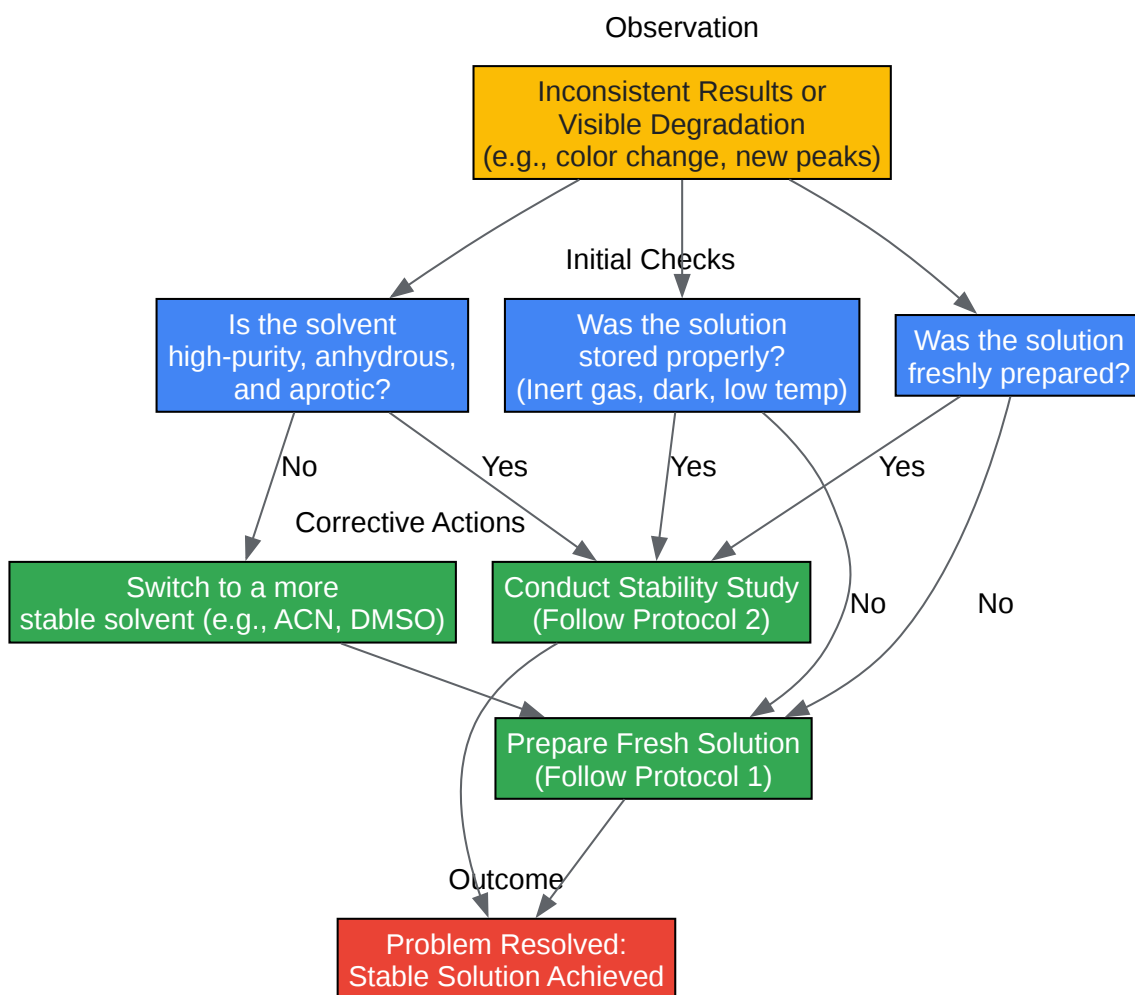 Observation
Inconsistent Results or
Visible Degradation
(e.g., color change, new peaks)
Initial Checks
Is the solvent
high-purity, anhydrous,
and aprotic?
Was the solution
stored properly?
(Inert gas, dark, low temp)
Was the solution
freshly prepared?
No
Yes
Yes
Yes
Corrective Actions
Switch to a more
stable solvent (e.g., ACN, DMSO)
Conduct Stability Study
(Follow Protocol 2)
No
No
Prepare Fresh Solution
(Follow Protocol 1)
Outcome
Problem Resolved:
Stable Solution Achieved